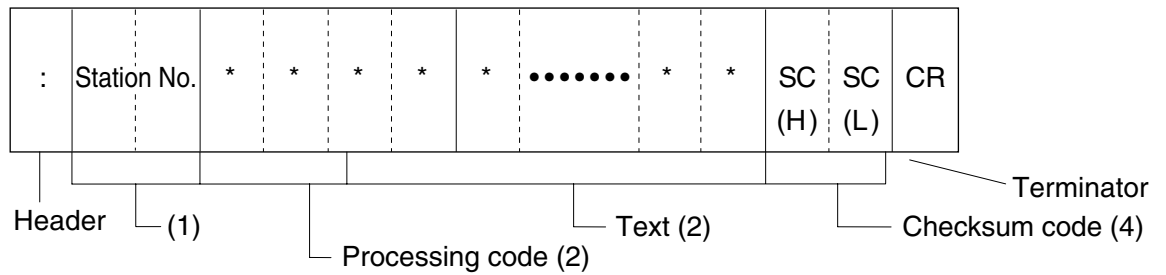 : Station No. * * * * * ••••••• * * SC (H) SC (L) CR
Terminator
Header (1) Text (2) Checksum code (4)
Processing code (2)